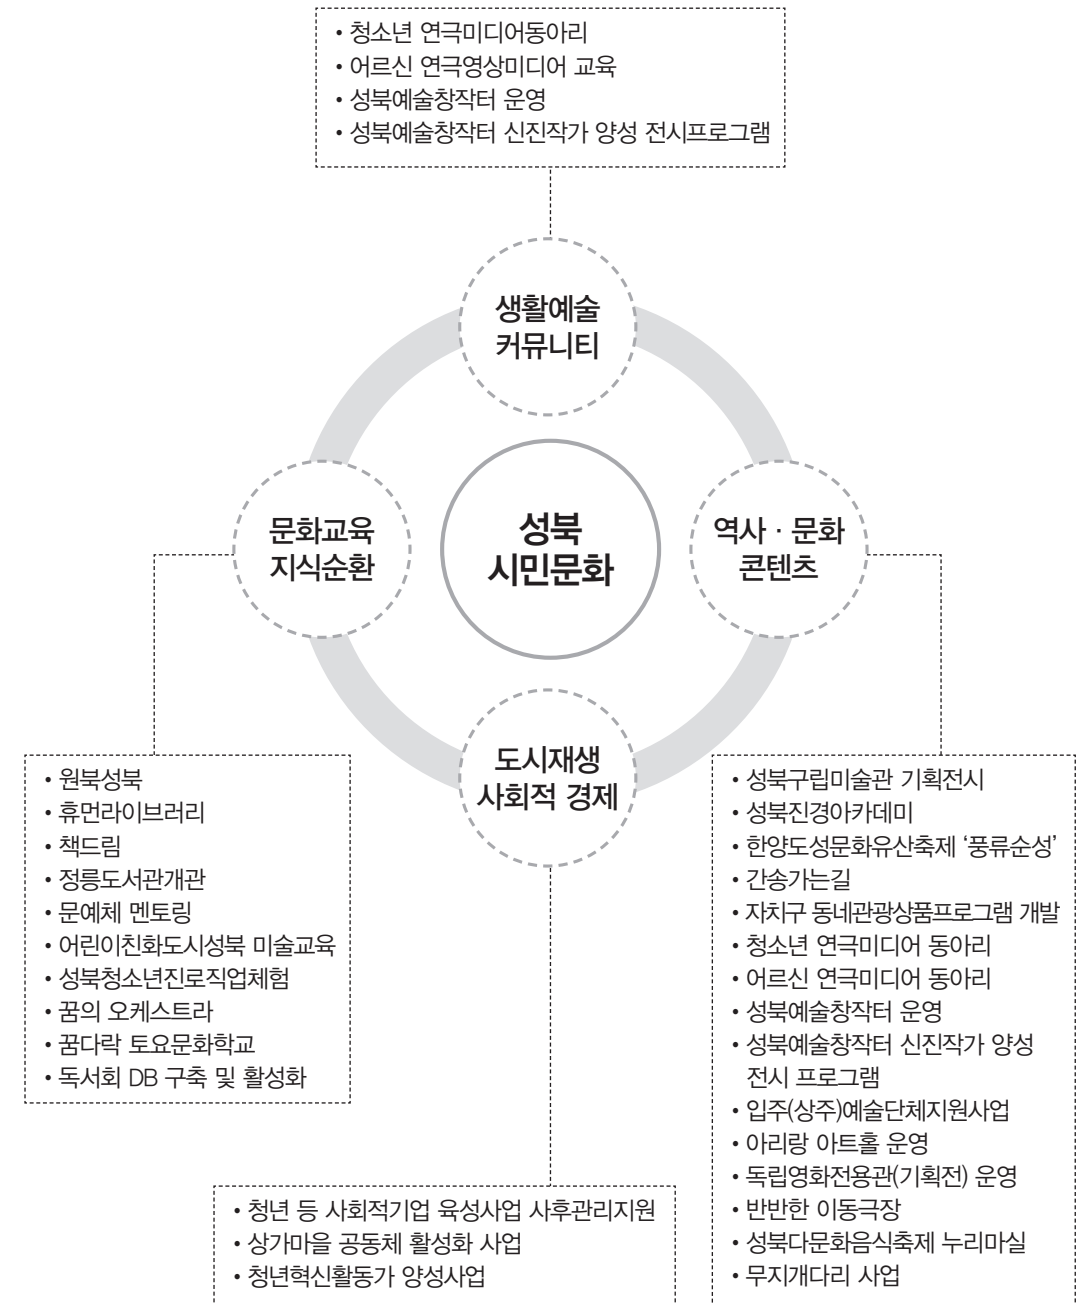 • 청소년 연극미디어동아리
• 어르신 연극영상미디어 교육
• 성북예술창작터 운영
• 성북예술창작터 신진작가 양성 전시프로그램
생활예술
커뮤니티
문화교육
지식순환
성북
시민문화
역사 · 문화
콘텐츠
도시재생
사회적 경제
• 원북성북
• 휴먼라이브러리
• 책드림
• 정릉도서관개관
• 문예체 멘토링
• 어린이친화도시성북 미술교육
• 성북청소년진로직업체험
• 꿈의 오케스트라
• 꿈다락 토요문화학교
• 독서회 DB 구축 및 활성화
• 성북구립미술관 기획전시
• 성북진경아카데미
• 한양도성문화유산축제 ‘풍류순성’
• 간송가는길
• 자치구 동네관광상품프로그램 개발
• 청소년 연극미디어 동아리
• 어르신 연극미디어 동아리
• 성북예술창작터 운영
• 성북예술창작터 신진작가 양성
전시 프로그램
• 입주(상주)예술단체지원사업
• 아리랑 아트홀 운영
• 독립영화전용관(기획전) 운영
• 반반한 이동극장
• 성북다문화음식축제 누리마실
• 무지개다리 사업
• 청년 등 사회적기업 육성사업 사후관리지원
• 상가마을 공동체 활성화 사업
• 청년혁신활동가 양성사업